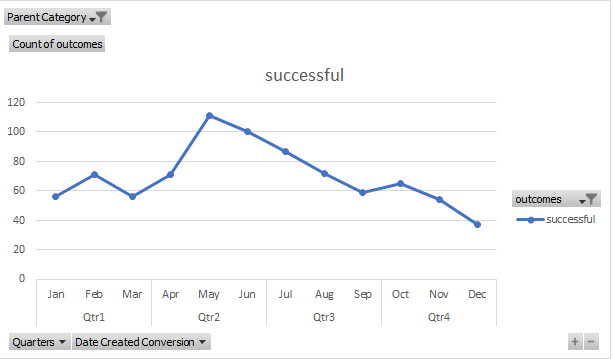 Parent Category
Count of outcomes
successful
120
100
80
60
40
20
0
Jan Feb Mar Apr May Jun Jul Aug Sep Oct Nov Dec
Qtr1 Qtr2 Qtr3 Qtr4
outcomes
successful
Quarters Date Created Conversion
+ -